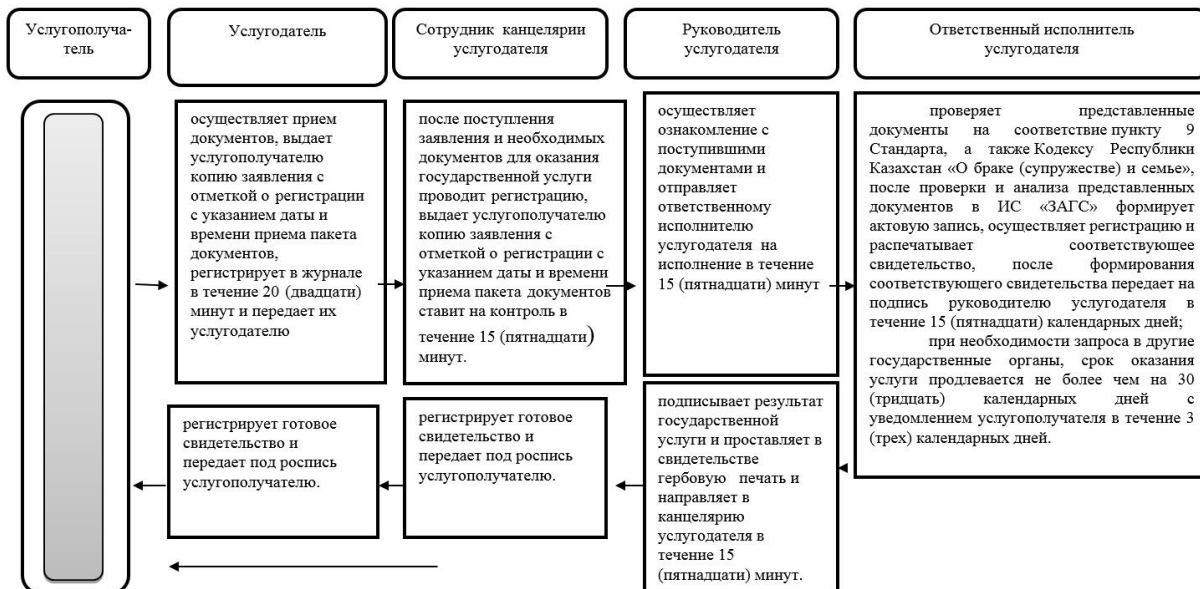 Услугополуча-
тель
Услугодатель
Сотрудник канцелярии
услугодателя
Руководитель
услугодателя
Ответственный исполнитель
услугодателя
осуществляет прием
документов, выдает
услугополучателю
копию заявления с
отметкой о регистрации
с указанием даты и
времени приема пакета
документов,
регистрирует в журнале
в течение 20 (двадцати)
минут и передает их
услугодателю
после поступления
заявления и необходимых
документов для оказания
государственной услуги
проводит регистрацию,
выдает услугополучателю
копию заявления с
отметкой о регистрации с
указанием даты и времени
приема пакета документов
ставит на контроль в
течение 15 (пятнадцати)
минут.
осуществляет
ознакомление с
поступившими
документами и
отправляет
ответственному
исполнителю
услугодателя на
исполнение в течение
15 (пятнадцати) минут
проверяет представленные
документы на соответствие пункту 9
Стандарта, а также Кодексу Республики
Казахстан «О браке (супружестве) и семье»,
после проверки и анализа представленных
документов в ИС «ЗАГС» формирует
актовую запись, осуществляет регистрацию и
распечатывает соответствующее
свидетельство, после формирования
соответствующего свидетельства передает на
подпись руководителю услугодателя в
течение 15 (пятнадцати) календарных дней;
при необходимости запроса в другие
государственные органы, срок оказания
услуги продлевается не более чем на 30
(тридцать) календарных дней с
уведомлением услугополучателя в течение 3
(трех) календарных дней.
регистрирует готовое
свидетельство и
передает под роспись
услугополучателю.
регистрирует готовое
свидетельство и
передает под роспись
услугополучателю.
подписывает результат
государственной
услуги и проставляет в
свидетельстве
гербовую печать и
направляет в
канцелярию
услугодателя в
течение 15
(пятнадцати) минут.